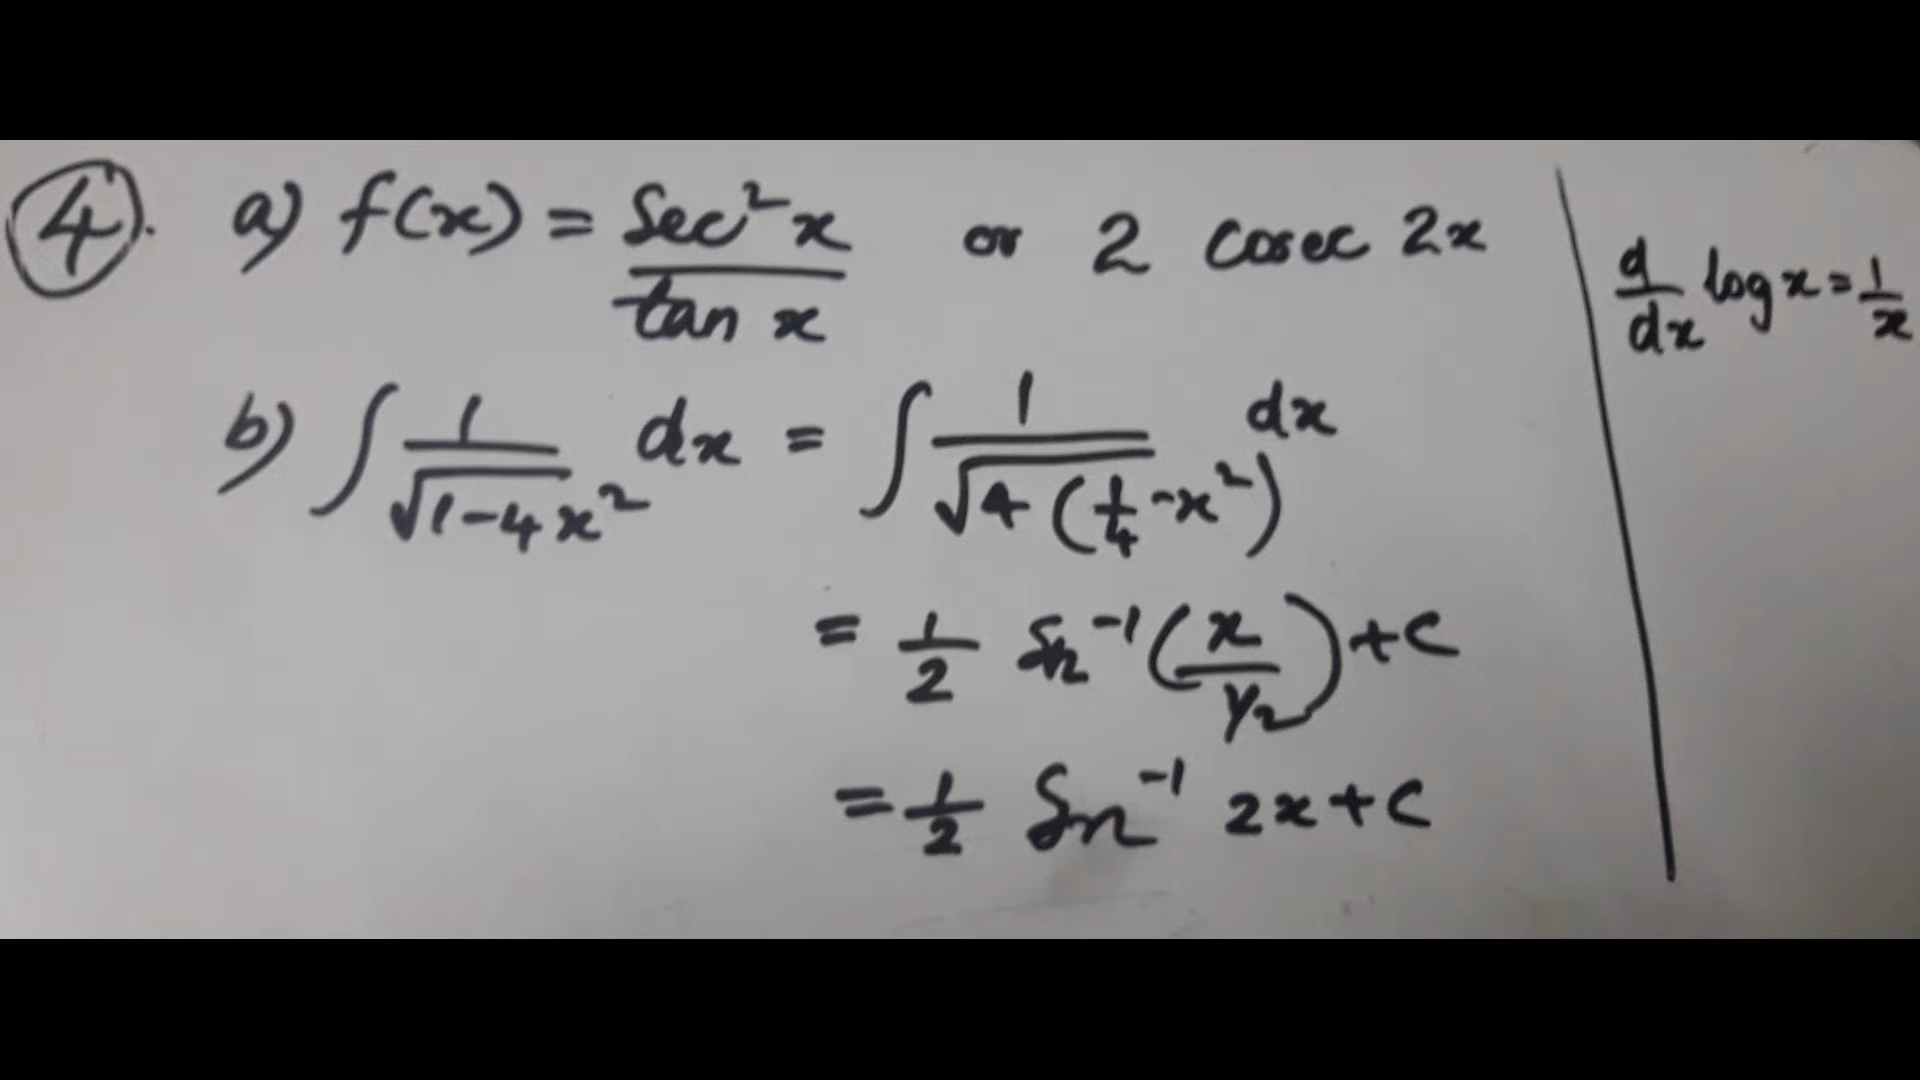 4. a) f(x) = Sec²x / tan x or 2 cosec 2x
d/dx log x = 1/x
b) ∫ 1/√(1-4x²) dx = ∫ 1/√(4(1/4 - x²)) dx
= 1/2 Sin⁻¹(x / 1/2) + C
= 1/2 Sin⁻¹ 2x + C